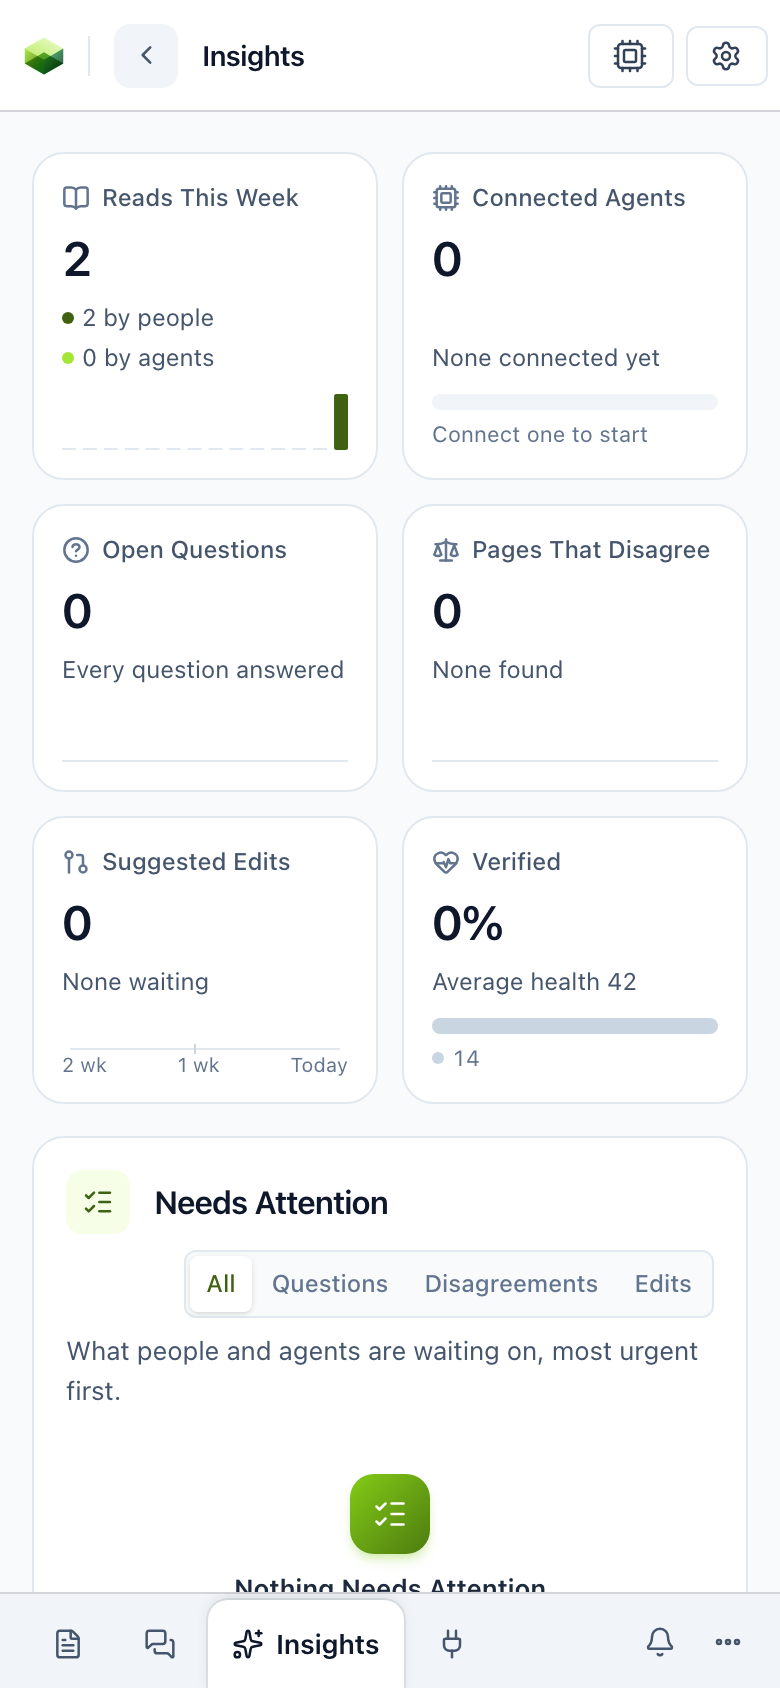 Insights
Reads This Week
2
2 by people
0 by agents
Connected Agents
0
None connected yet
Connect one to start
Open Questions
0
Every question answered
Pages That Disagree
0
None found
Suggested Edits
0
None waiting
2 wk 1 wk Today
Verified
0%
Average health 42
14
Needs Attention
All Questions Disagreements Edits
What people and agents are waiting on, most urgent
first.
Nothing Needs Attention
Insights